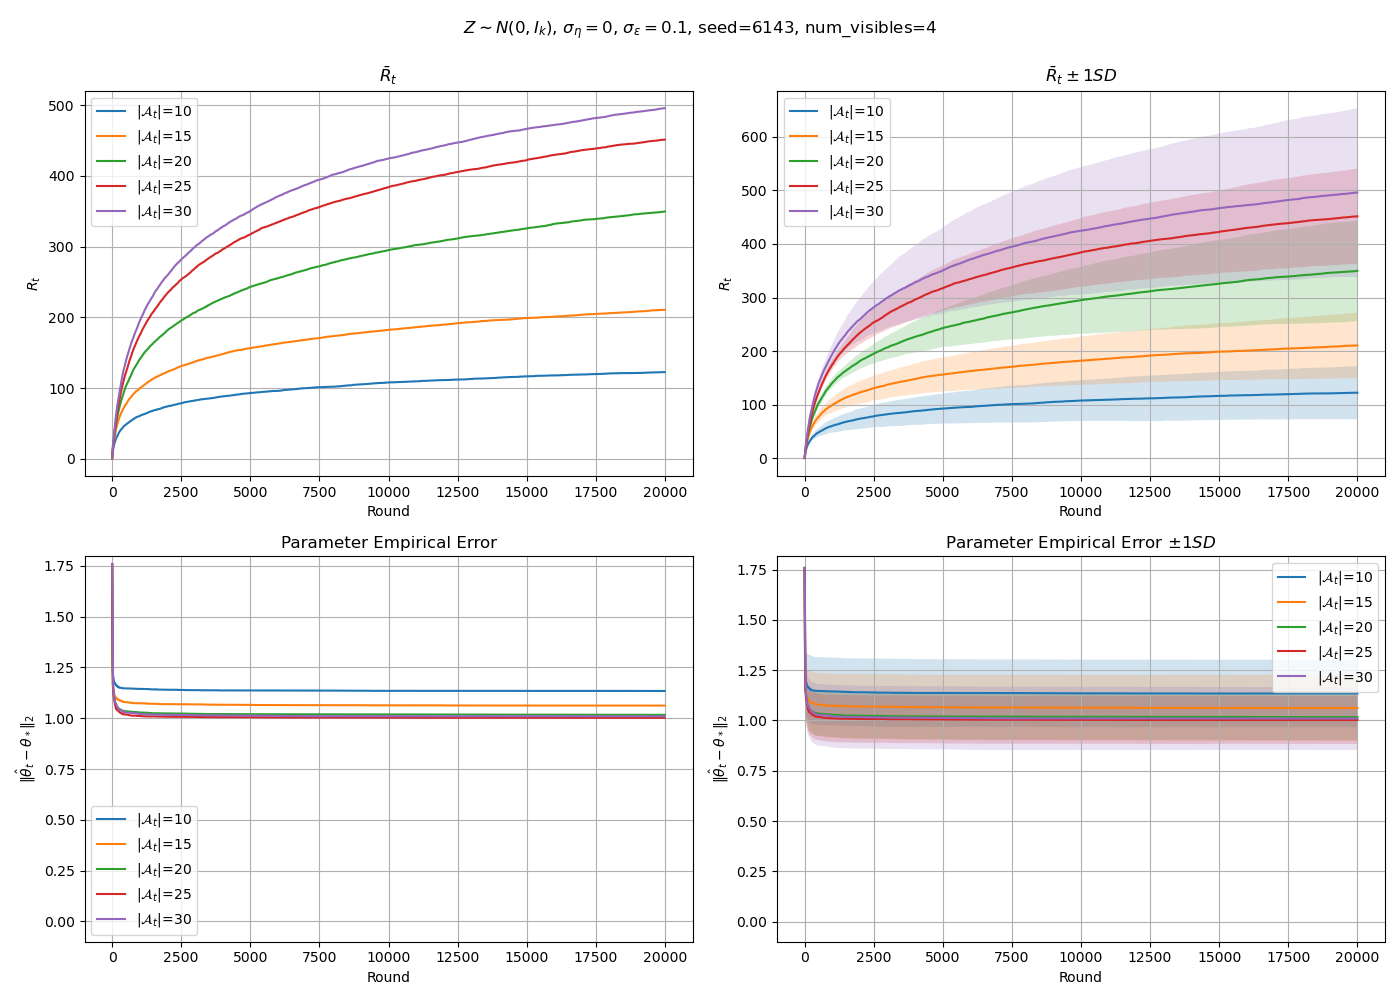 Z ∼ N(0, I_k), σ_η = 0, σ_ε = 0.1, seed=6143, num_visibles=4
R̄_t
500
400
300
200
100
0
R_t
|𝒜_t|=10
|𝒜_t|=15
|𝒜_t|=20
|𝒜_t|=25
|𝒜_t|=30
0 2500 5000 7500 10000 12500 15000 17500 20000
Round
R̄_t ± 1SD
600
500
400
300
200
100
0
R_t
|𝒜_t|=10
|𝒜_t|=15
|𝒜_t|=20
|𝒜_t|=25
|𝒜_t|=30
0 2500 5000 7500 10000 12500 15000 17500 20000
Round
Parameter Empirical Error
1.75
1.50
1.25
1.00
0.75
0.50
0.25
0.00
‖θ̂_t − θ_*‖_2
|𝒜_t|=10
|𝒜_t|=15
|𝒜_t|=20
|𝒜_t|=25
|𝒜_t|=30
0 2500 5000 7500 10000 12500 15000 17500 20000
Round
Parameter Empirical Error ±1SD
1.75
1.50
1.25
1.00
0.75
0.50
0.25
0.00
‖θ̂_t − θ_*‖_2
|𝒜_t|=10
|𝒜_t|=15
|𝒜_t|=20
|𝒜_t|=25
|𝒜_t|=30
0 2500 5000 7500 10000 12500 15000 17500 20000
Round